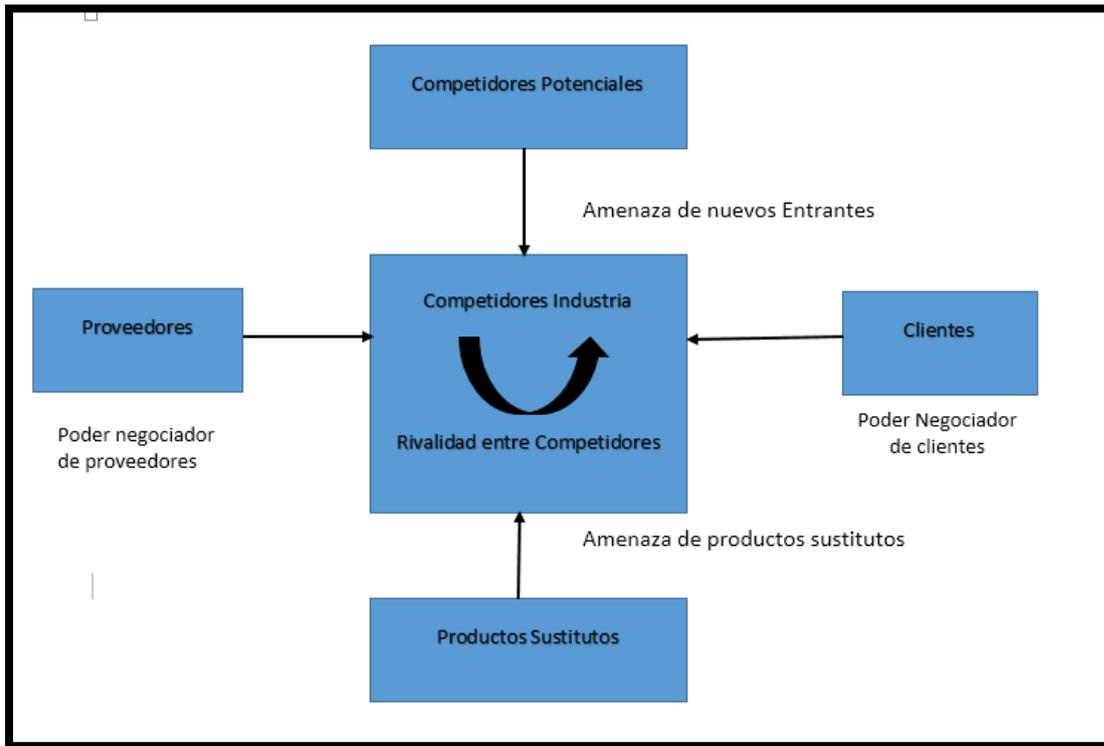 Competidores Potenciales
Amenaza de nuevos Entrantes
Competidores Industria
Proveedores
Clientes
Poder negociador
de proveedores
Rivalidad entre Competidores
Poder Negociador
de clientes
Amenaza de productos sustitutos
Productos Sustitutos